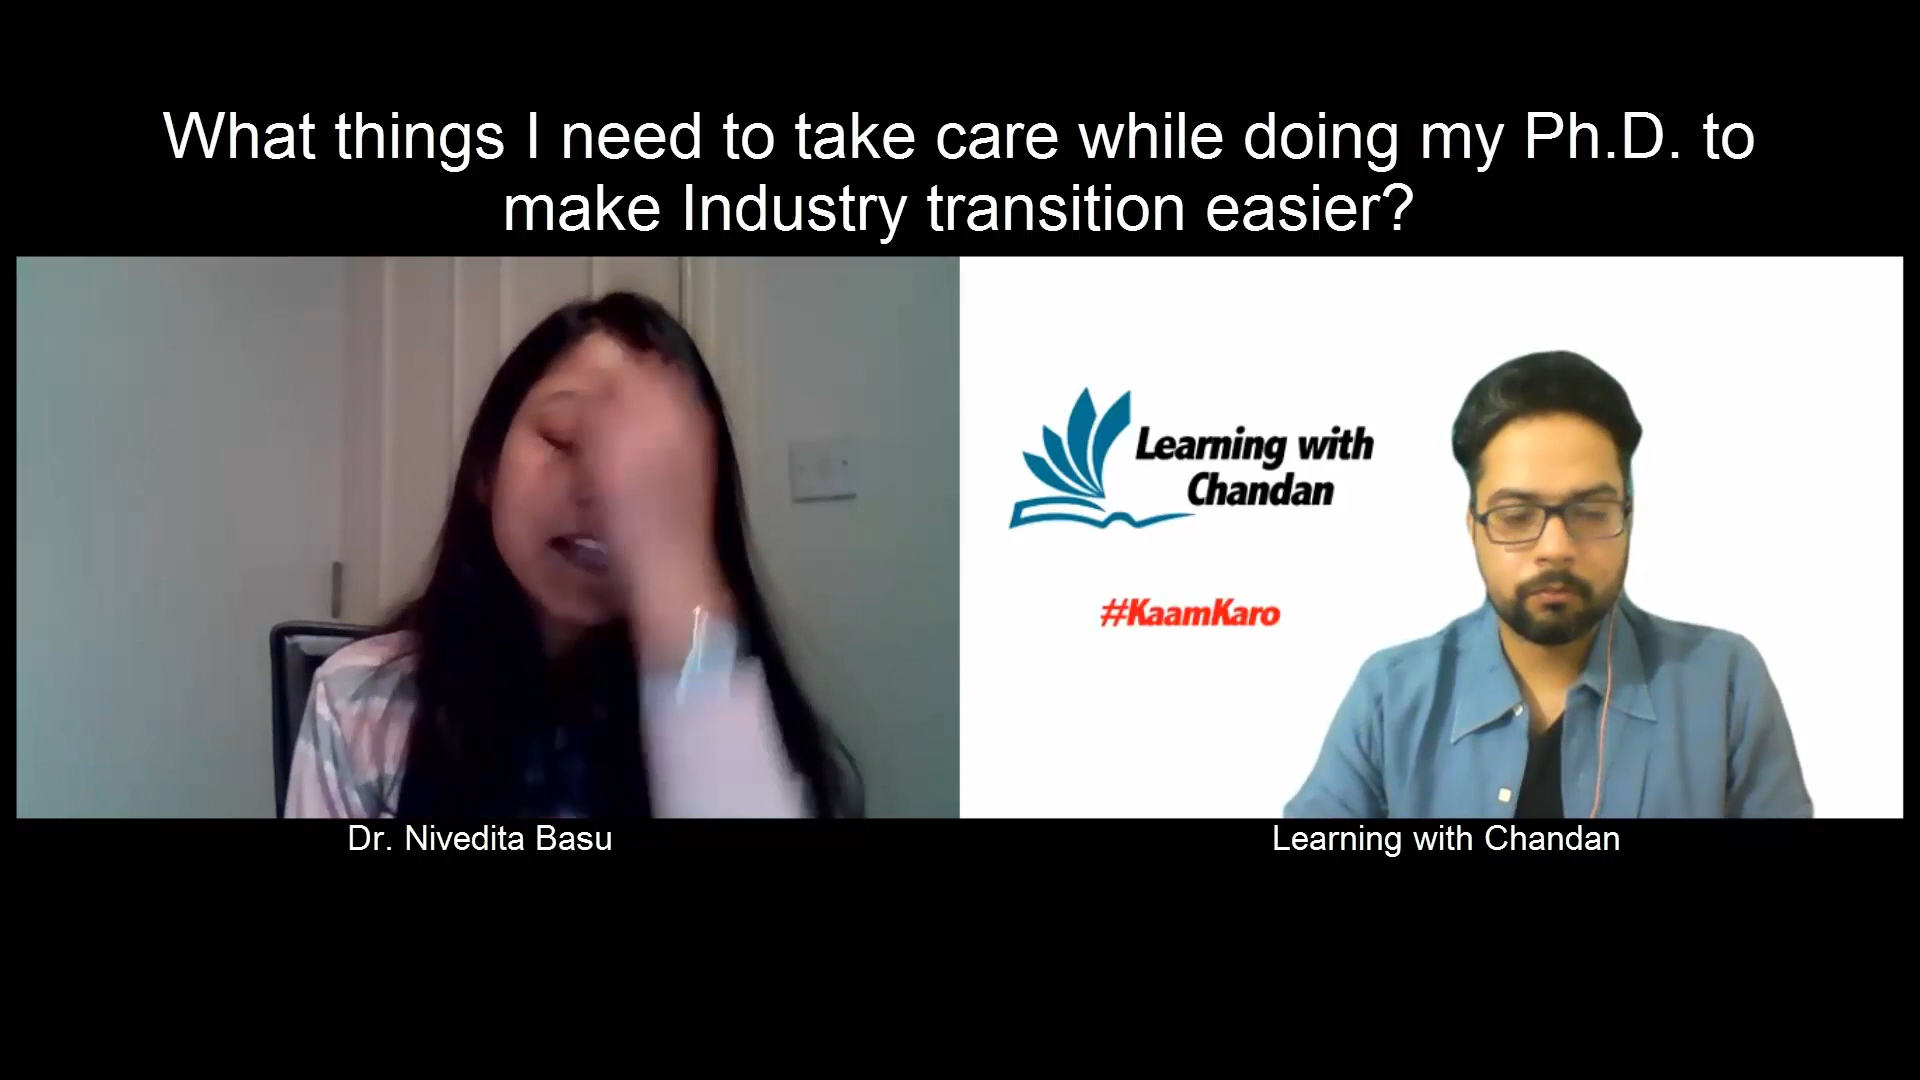 What things I need to take care while doing my Ph.D. to
make Industry transition easier?
Learning with
Chandan
#KaamKaro
Dr. Nivedita Basu
Learning with Chandan